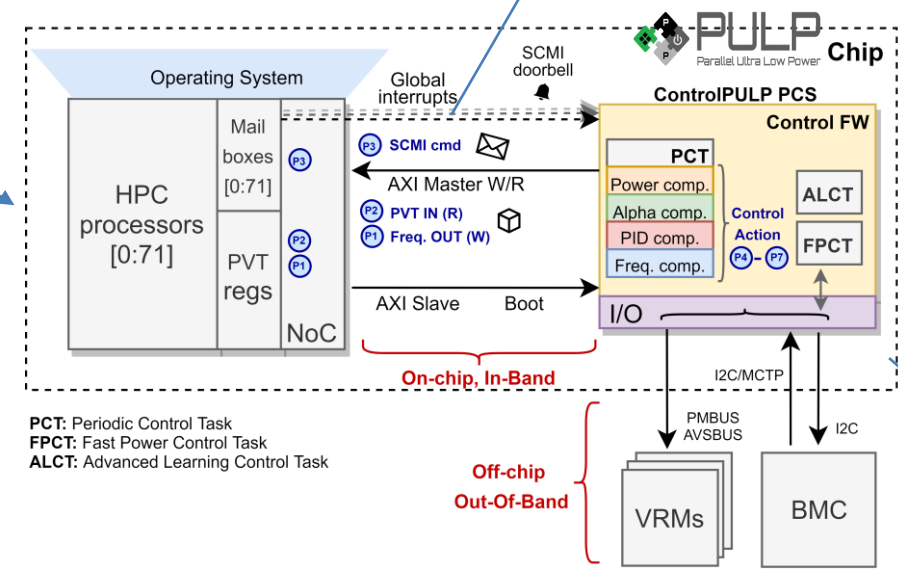 PULP
Parallel Ultra Low Power
Chip
Operating System
Global
interrupts
SCMI
doorbell
ControlPULP PCS
Control FW
HPC
processors
[0:71]
Mail
boxes
[0:71]
P3
P2
P1
PVT
regs
NoC
P3 SCMI cmd
AXI Master W/R
P2 PVT IN (R)
P1 Freq. OUT (W)
AXI Slave Boot
PCT
Power comp.
Alpha comp.
PID comp.
Freq. comp.
Control
Action
P4 - P7
ALCT
FPCT
I/O
On-chip, In-Band
I2C/MCTP
PMBUS
AVSBUS
I2C
PCT: Periodic Control Task
FPCT: Fast Power Control Task
ALCT: Advanced Learning Control Task
Off-chip
Out-Of-Band
VRMs
BMC